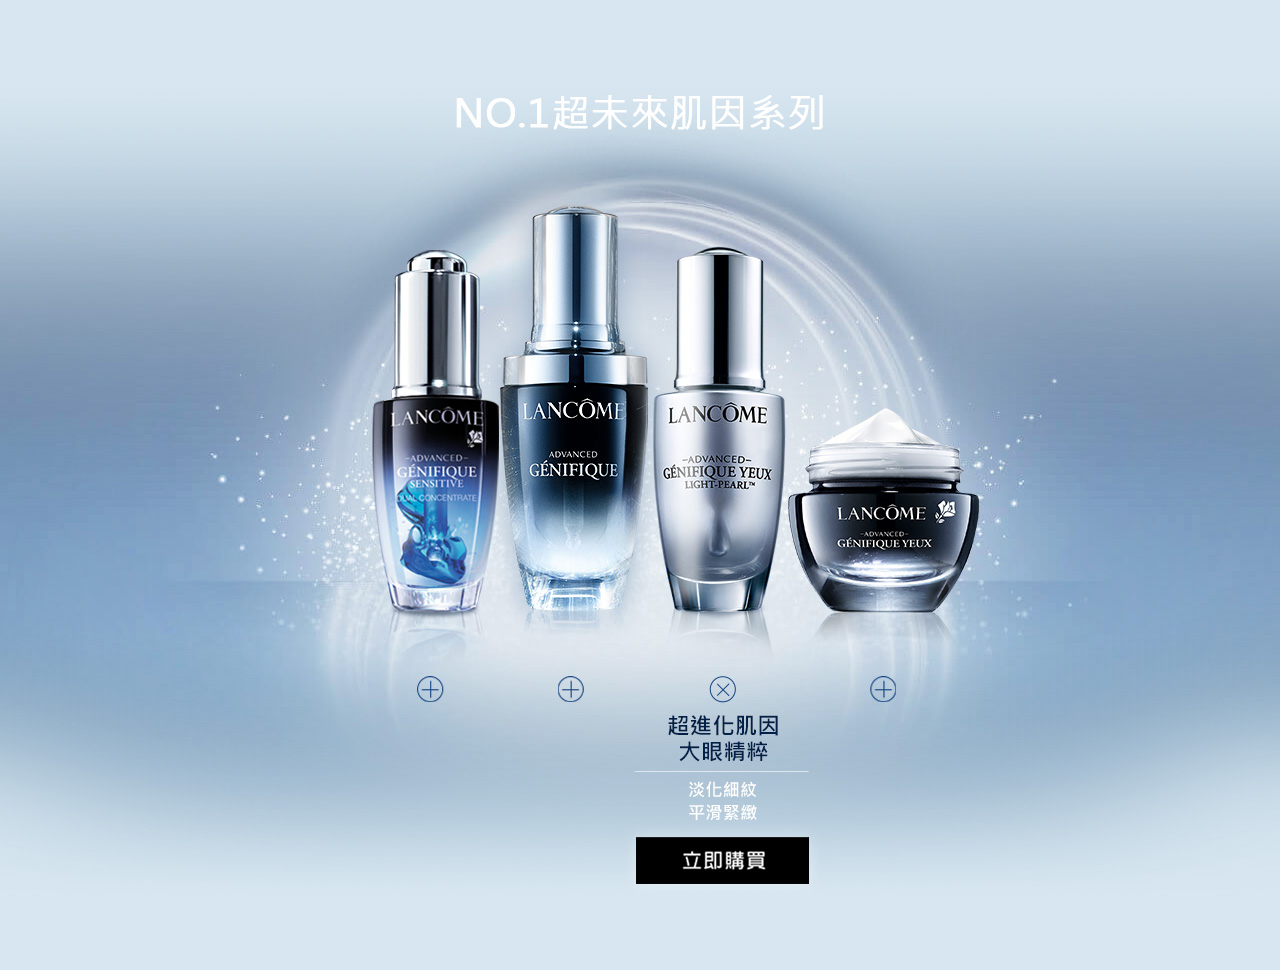 NO.1超未來肌因系列
LANCÔME
-ADVANCED-
GÉNIFIQUE
SENSITIVE
DUAL CONCENTRATE
LANCÔME
ADVANCED
GÉNIFIQUE
LANCÔME
-ADVANCED-
GÉNIFIQUE YEUX
LIGHT-PEARL™
LANCÔME
-ADVANCED-
GÉNIFIQUE YEUX
超進化肌因
大眼精粹
淡化細紋
平滑緊緻
立即購買